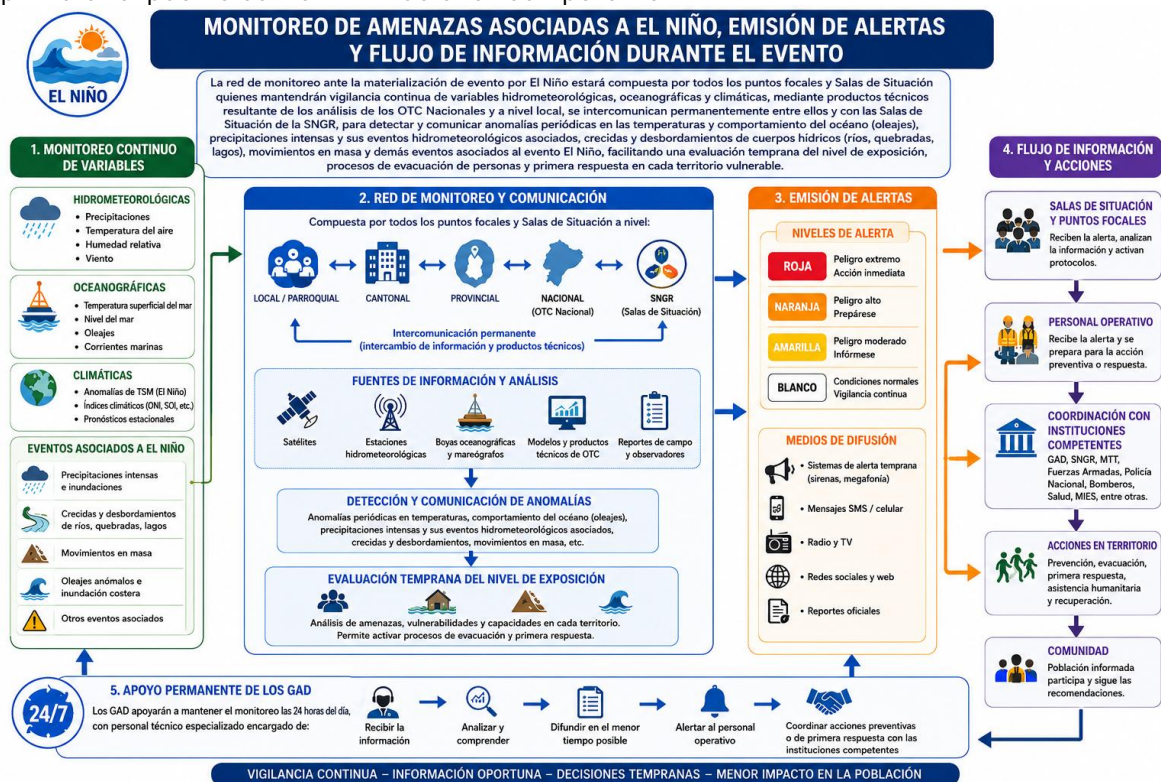 MONITOREO DE AMENAZAS ASOCIADAS A EL NIÑO, EMISIÓN DE ALERTAS
Y FLUJO DE INFORMACIÓN DURANTE EL EVENTO
EL NIÑO
La red de monitoreo ante la materialización de evento por El Niño estará compuesta por todos los puntos focales y Salas de Situación
quienes mantendrán vigilancia continua de variables hidrometeorológicas, oceanográficas y climáticas, mediante productos técnicos
resultante de los análisis de los OTC Nacionales y a nivel local, se intercomunican permanentemente entre ellos y con las Salas de
Situación de la SNGR, para detectar y comunicar anomalías periódicas en las temperaturas y comportamiento del océano (oleajes),
precipitaciones intensas y sus eventos hidrometeorológicos asociados, crecidas y desbordamientos de cuerpos hídricos (ríos, quebradas,
lagos), movimientos en masa y demás eventos asociados al evento El Niño, facilitando una evaluación temprana del nivel de exposición,
procesos de evacuación de personas y primera respuesta en cada territorio vulnerable.
1. MONITOREO CONTINUO
DE VARIABLES
HIDROMETEOROLÓGICAS
• Precipitaciones
• Temperatura del aire
• Humedad relativa
• Viento
OCEANOGRÁFICAS
• Temperatura superficial del mar
• Nivel del mar
• Oleajes
• Corrientes marinas
CLIMÁTICAS
• Anomalías de TSM (El Niño)
• Índices climáticos (ONI, SOI, etc.)
• Pronósticos estacionales
EVENTOS ASOCIADOS A EL NIÑO
Precipitaciones intensas
e inundaciones
Crecidas y desbordamientos
de ríos, quebradas, lagos
Movimientos en masa
Oleajes anómalos e
inundación costera
Otros eventos asociados
2. RED DE MONITOREO Y COMUNICACIÓN
Compuesta por todos los puntos focales y Salas de Situación a nivel:
LOCAL / PARROQUIAL
CANTONAL
PROVINCIAL
NACIONAL
(OTC Nacional)
SNGR
(Salas de Situación)
Intercomunicación permanente
(intercambio de información y productos técnicos)
FUENTES DE INFORMACIÓN Y ANÁLISIS
Satélites
Estaciones
hidrometeorológicas
Boyas oceanográficas
y mareógrafos
Modelos y productos
técnicos de OTC
Reportes de campo
y observadores
DETECCIÓN Y COMUNICACIÓN DE ANOMALÍAS
Anomalías periódicas en temperaturas, comportamiento del océano (oleajes),
precipitaciones intensas y sus eventos hidrometeorológicos asociados,
crecidas y desbordamientos, movimientos en masa, etc.
EVALUACIÓN TEMPRANA DEL NIVEL DE EXPOSICIÓN
Análisis de amenazas, vulnerabilidades y capacidades en cada territorio.
Permite activar procesos de evacuación y primera respuesta.
3. EMISIÓN DE ALERTAS
NIVELES DE ALERTA
ROJA
Peligro extremo
Acción inmediata
NARANJA
Peligro alto
Prepárese
AMARILLA
Peligro moderado
Infórmese
BLANCO
Condiciones normales
Vigilancia continua
MEDIOS DE DIFUSIÓN
• Sistemas de alerta temprana
(sirenas, megafonía)
• Mensajes SMS / celular
• Radio y TV
• Redes sociales y web
• Reportes oficiales
4. FLUJO DE INFORMACIÓN
Y ACCIONES
SALAS DE SITUACIÓN
Y PUNTOS FOCALES
Reciben la alerta, analizan
la información y activan
protocolos.
PERSONAL OPERATIVO
Recibe la alerta y se
prepara para la acción
preventiva o respuesta.
COORDINACIÓN CON
INSTITUCIONES
COMPETENTES
GAD, SNGR, MTT,
Fuerzas Armadas, Policía
Nacional, Bomberos,
Salud, MIES, entre otras.
ACCIONES EN TERRITORIO
Prevención, evacuación,
primera respuesta,
asistencia humanitaria
y recuperación.
COMUNIDAD
Población informada
participa y sigue las
recomendaciones.
24/7
5. APOYO PERMANENTE DE LOS GAD
Los GAD apoyarán a mantener el monitoreo las 24 horas del día,
con personal técnico especializado encargado de:
Recibir la
información
Analizar y
comprender
Difundir en el menor
tiempo posible
Alertar al personal
operativo
Coordinar acciones preventivas
o de primera respuesta con las
instituciones competentes
VIGILANCIA CONTINUA – INFORMACIÓN OPORTUNA – DECISIONES TEMPRANAS – MENOR IMPACTO EN LA POBLACIÓN